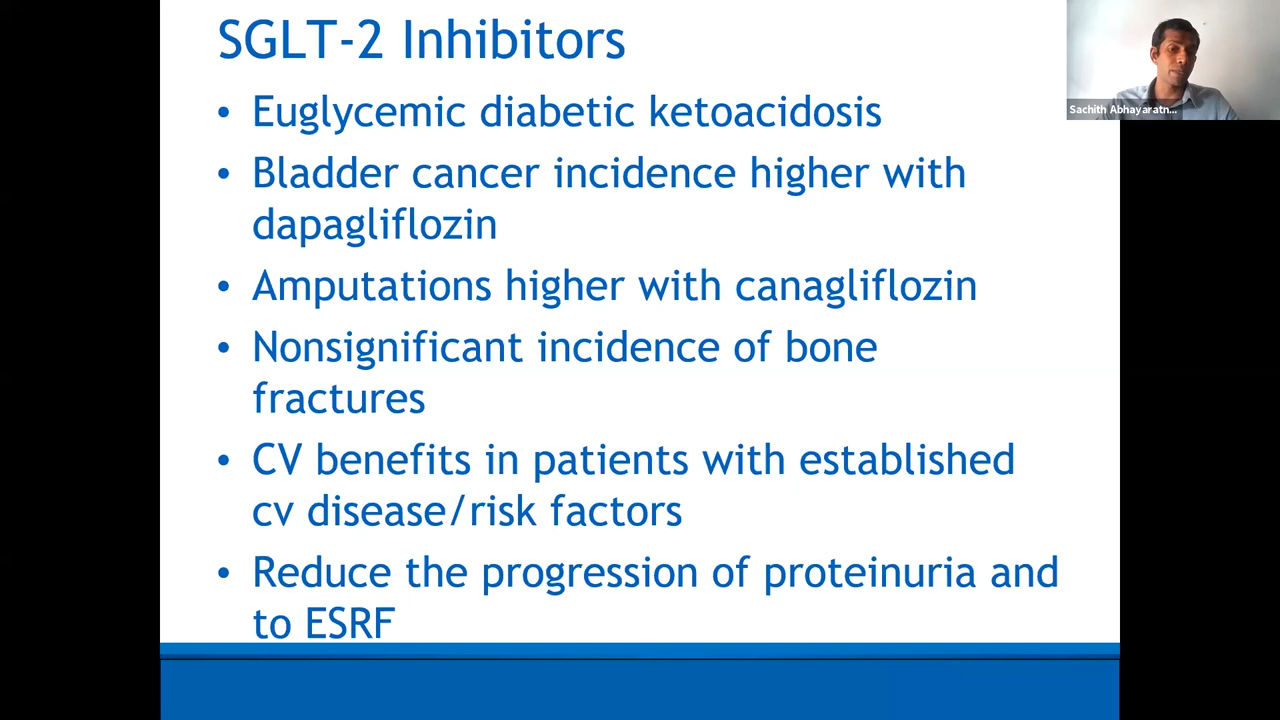 SGLT-2 Inhibitors
• Euglycemic diabetic ketoacidosis
• Bladder cancer incidence higher with
dapagliflozin
• Amputations higher with canagliflozin
• Nonsignificant incidence of bone
fractures
• CV benefits in patients with established
cv disease/risk factors
• Reduce the progression of proteinuria and
to ESRF
Sachith Abhayaratn...